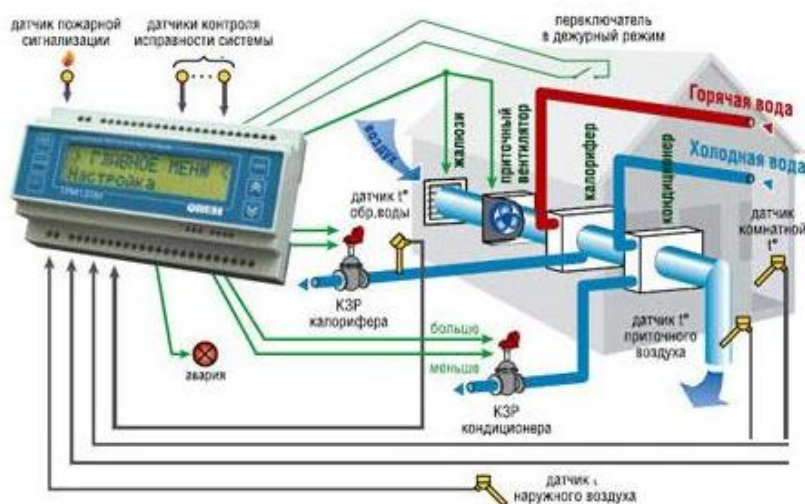 датчик пожарной
сигнализации
датчики контроля
исправности системы
переключатель
в дежурный режим
Горячая вода
Холодная вода
воздух
жалюзи
приточный
вентилятор
калорифер
кондиционер
ГЛАВНОЕ МЕНЮ
Настройка
ОВЕН
датчик t°
обр.воды
датчик
комнатной
t°
КЗР
калорифера
датчик t°
приточного
воздуха
больше
меньше
авария
КЗР
кондиционера
датчик t
наружного воздуха